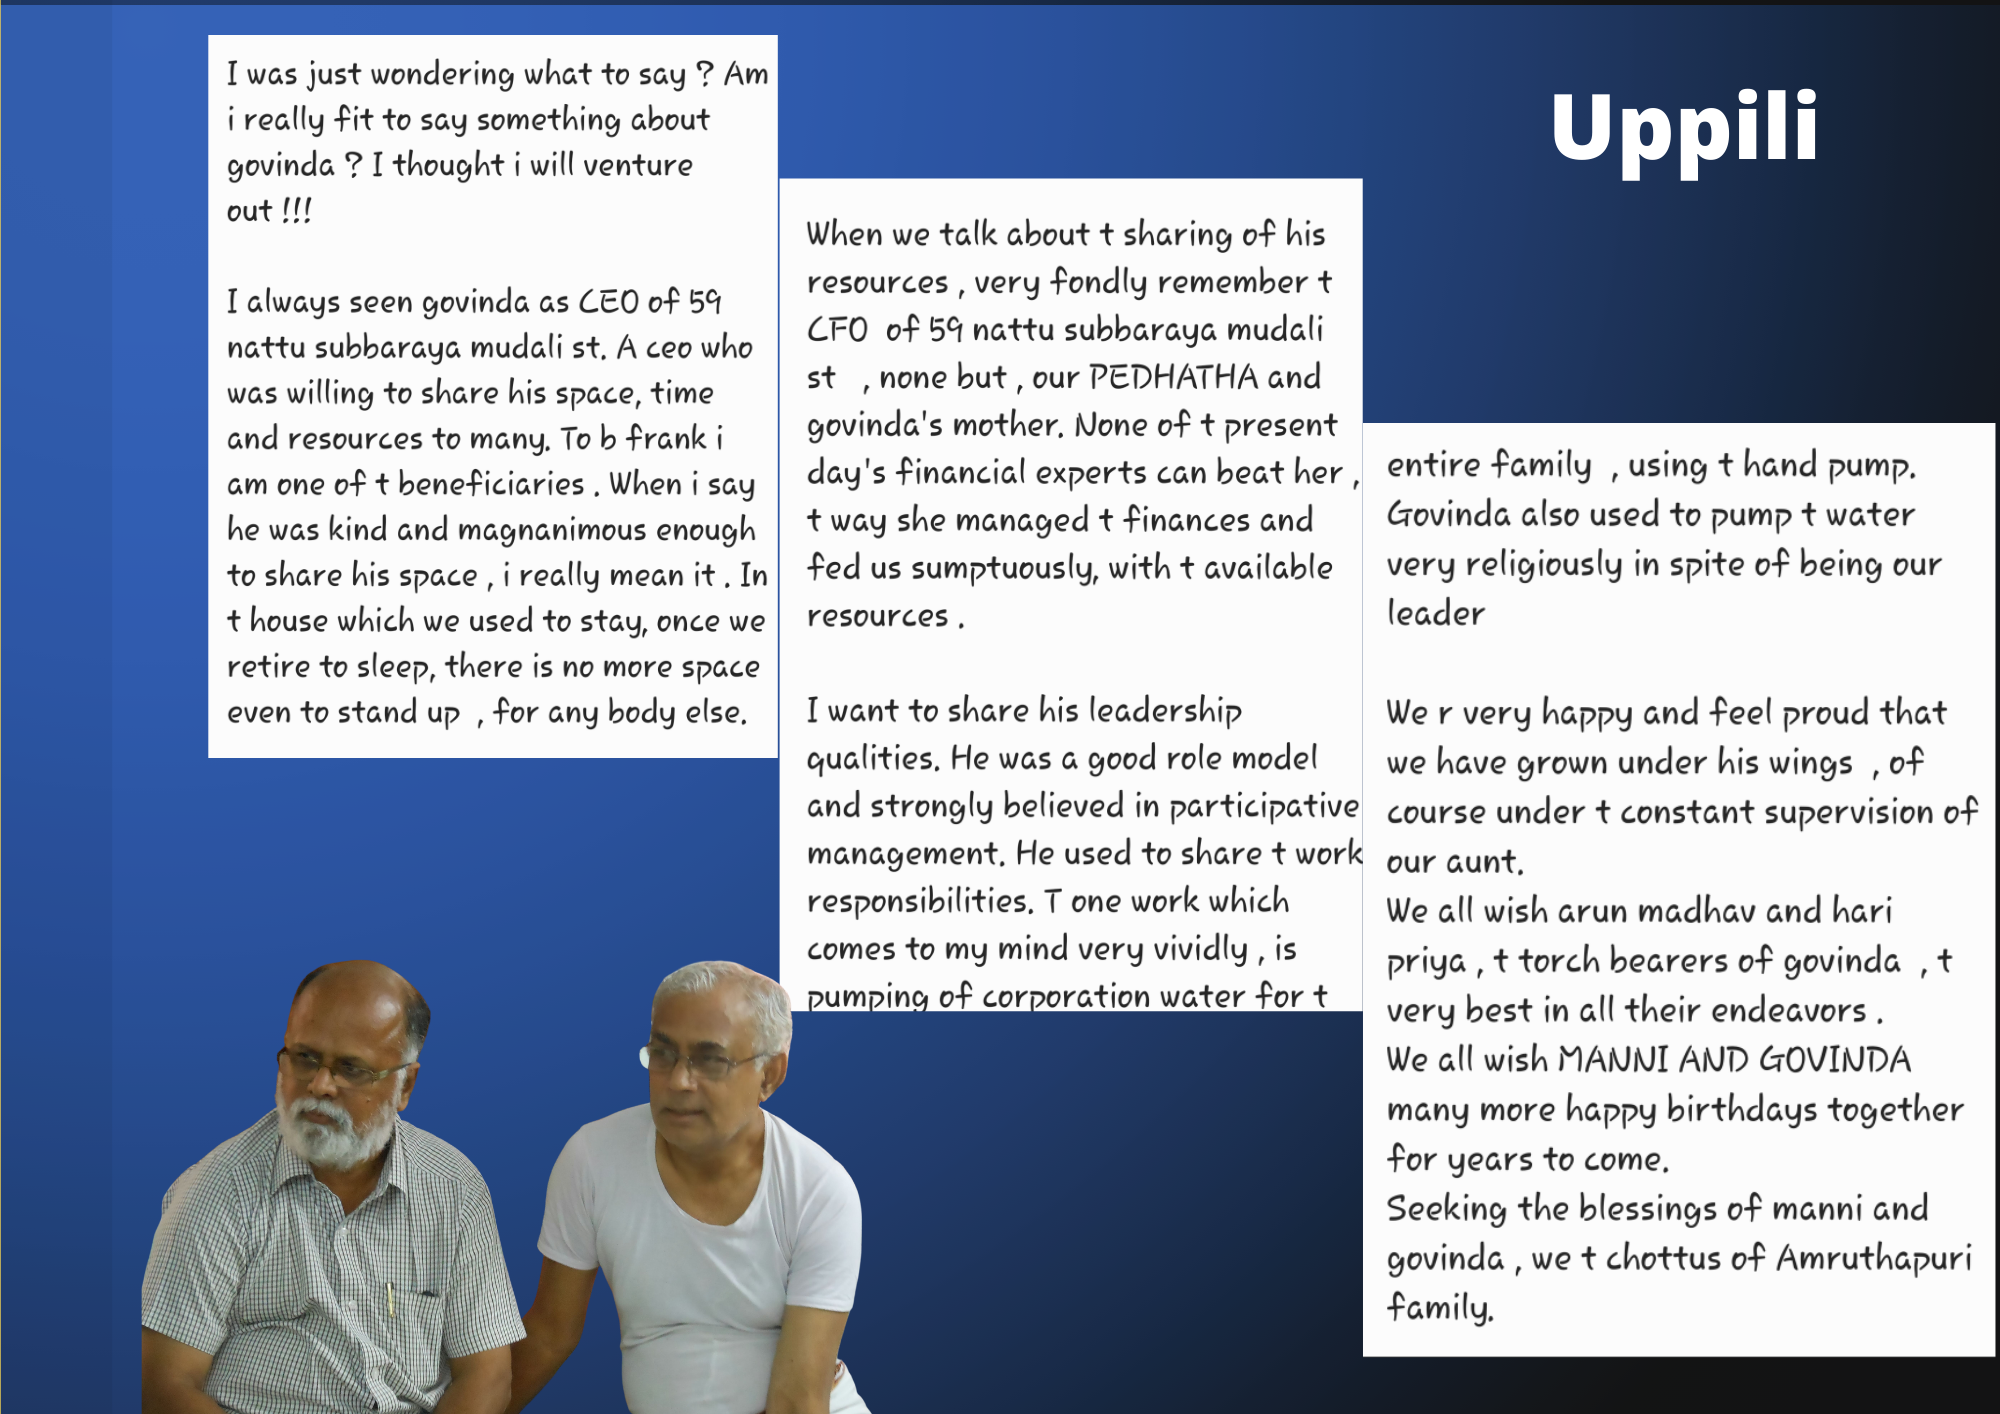 Uppili
I was just wondering what to say ? Am
i really fit to say something about
govinda ? I thought i will venture
out !!!
I always seen govinda as CEO of 59
nattu subbaraya mudali st. A ceo who
was willing to share his space, time
and resources to many. To b frank i
am one of t beneficiaries . When i say
he was kind and magnanimous enough
to share his space , i really mean it . In
t house which we used to stay, once we
retire to sleep, there is no more space
even to stand up , for any body else.
When we talk about t sharing of his
resources , very fondly remember t
CFO of 59 nattu subbaraya mudali
st , none but , our PEDHATHA and
govinda's mother. None of t present
day's financial experts can beat her ,
t way she managed t finances and
fed us sumptuously, with t available
resources .
I want to share his leadership
qualities. He was a good role model
and strongly believed in participative
management. He used to share t work
responsibilities. T one work which
comes to my mind very vividly , is
pumping of corporation water for t
entire family , using t hand pump.
Govinda also used to pump t water
very religiously in spite of being our
leader
We r very happy and feel proud that
we have grown under his wings , of
course under t constant supervision of
our aunt.
We all wish arun madhav and hari
priya , t torch bearers of govinda , t
very best in all their endeavors .
We all wish MANNI AND GOVINDA
many more happy birthdays together
for years to come.
Seeking the blessings of manni and
govinda , we t chottus of Amruthapuri
family.